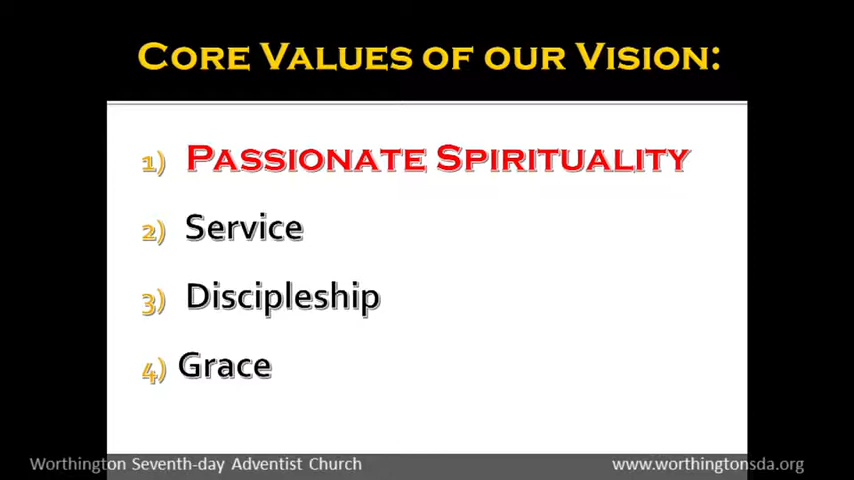 CORE VALUES OF OUR VISION:
1) PASSIONATE SPIRITUALITY
2) Service
3) Discipleship
4) Grace
Worthington Seventh-day Adventist Church www.worthingtonsda.org